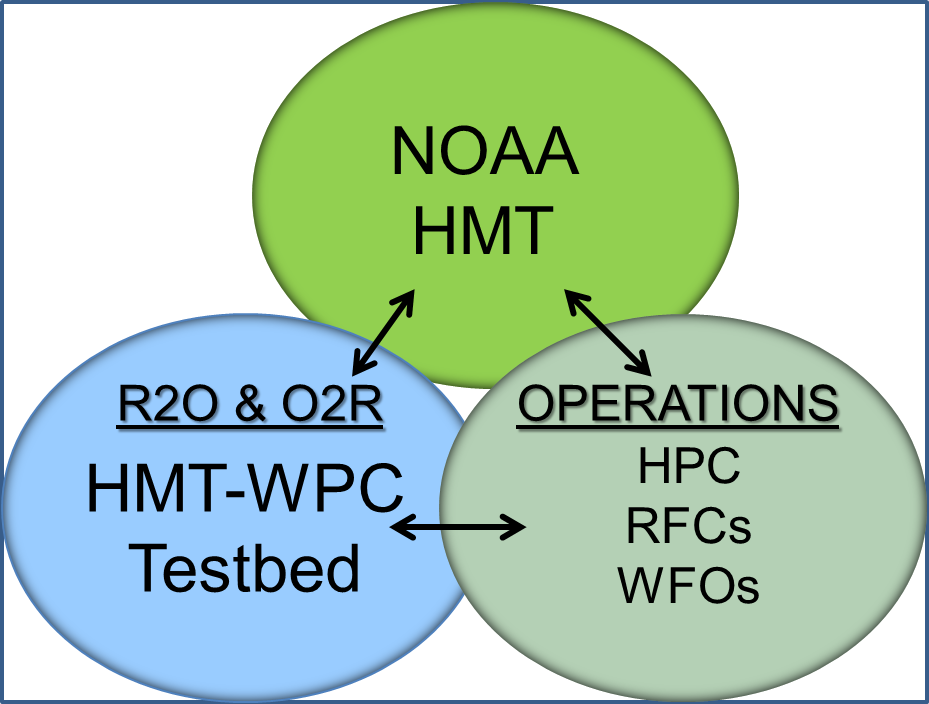 NOAA
HMT
R2O & O2R
HMT-WPC
Testbed
OPERATIONS
HPC
RFCs
WFOs